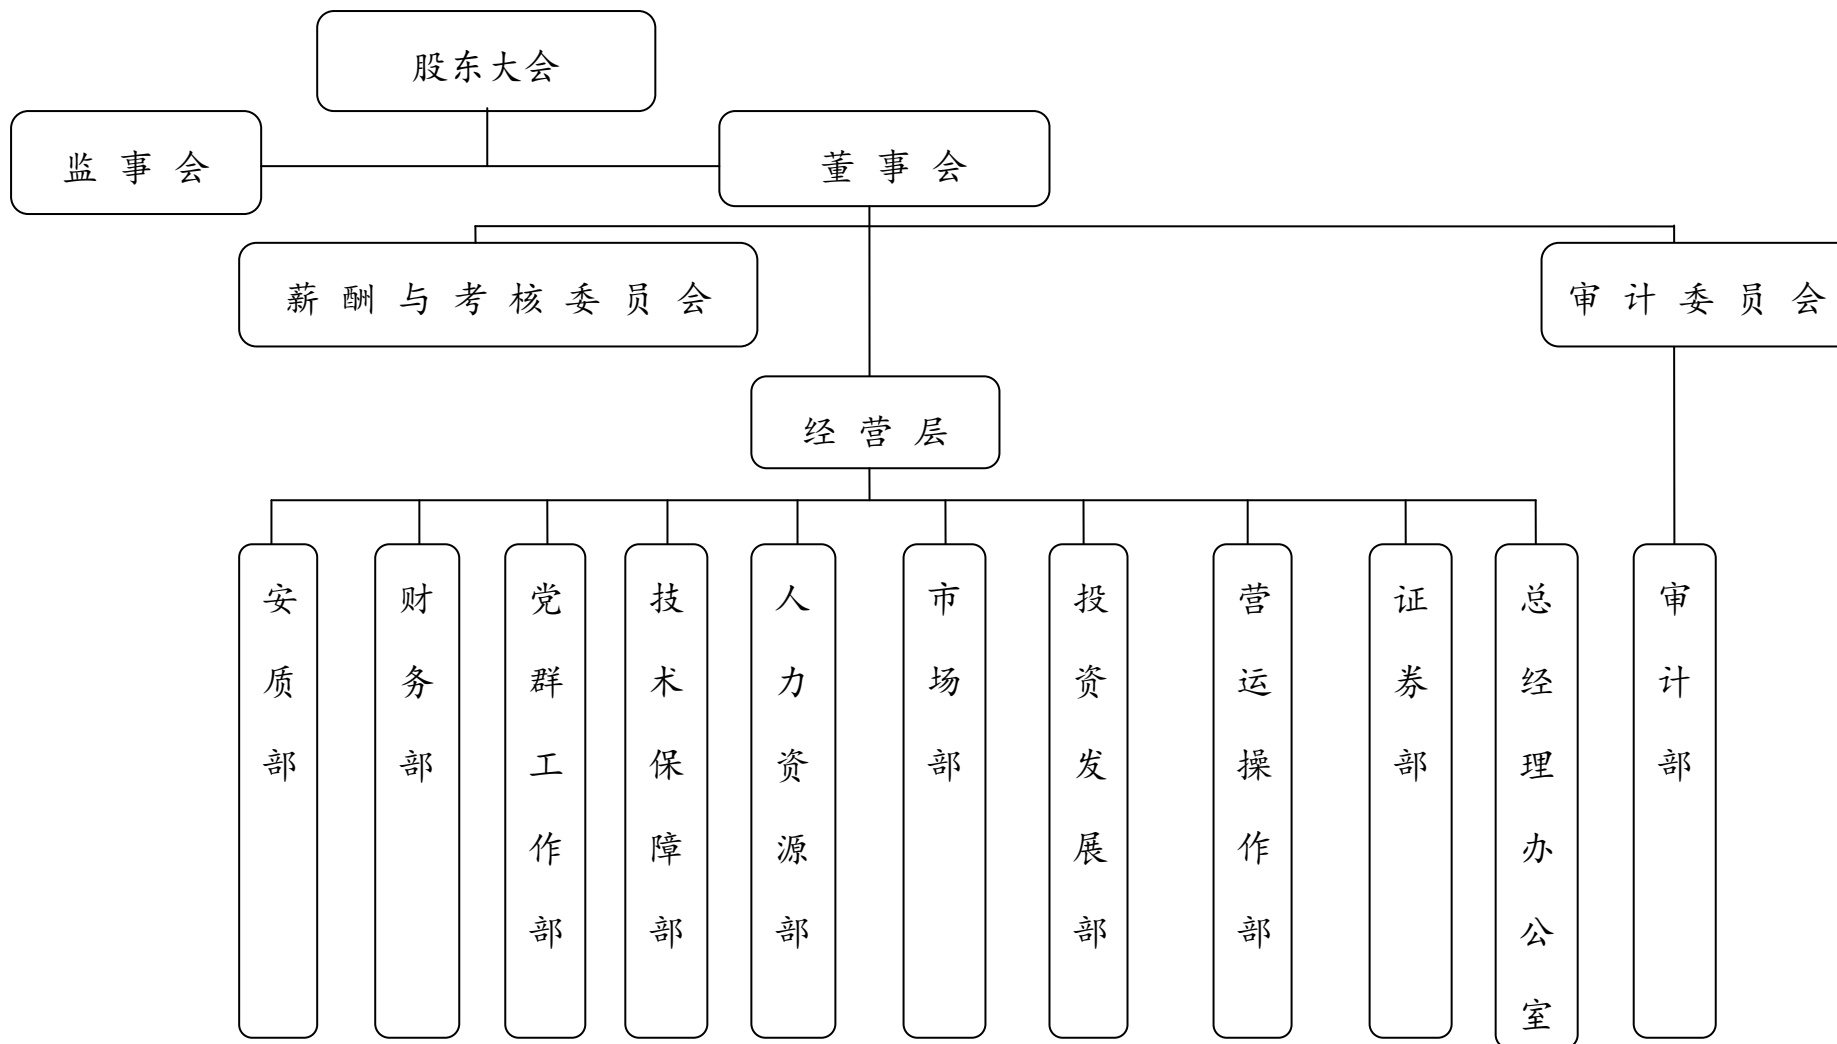 股东大会
监事会
董事会
薪酬与考核委员会
审计委员会
经营层
安质部
财务部
党群工作部
技术保障部
人力资源部
市场部
投资发展部
营运操作部
证券部
总经理办公室
审计部